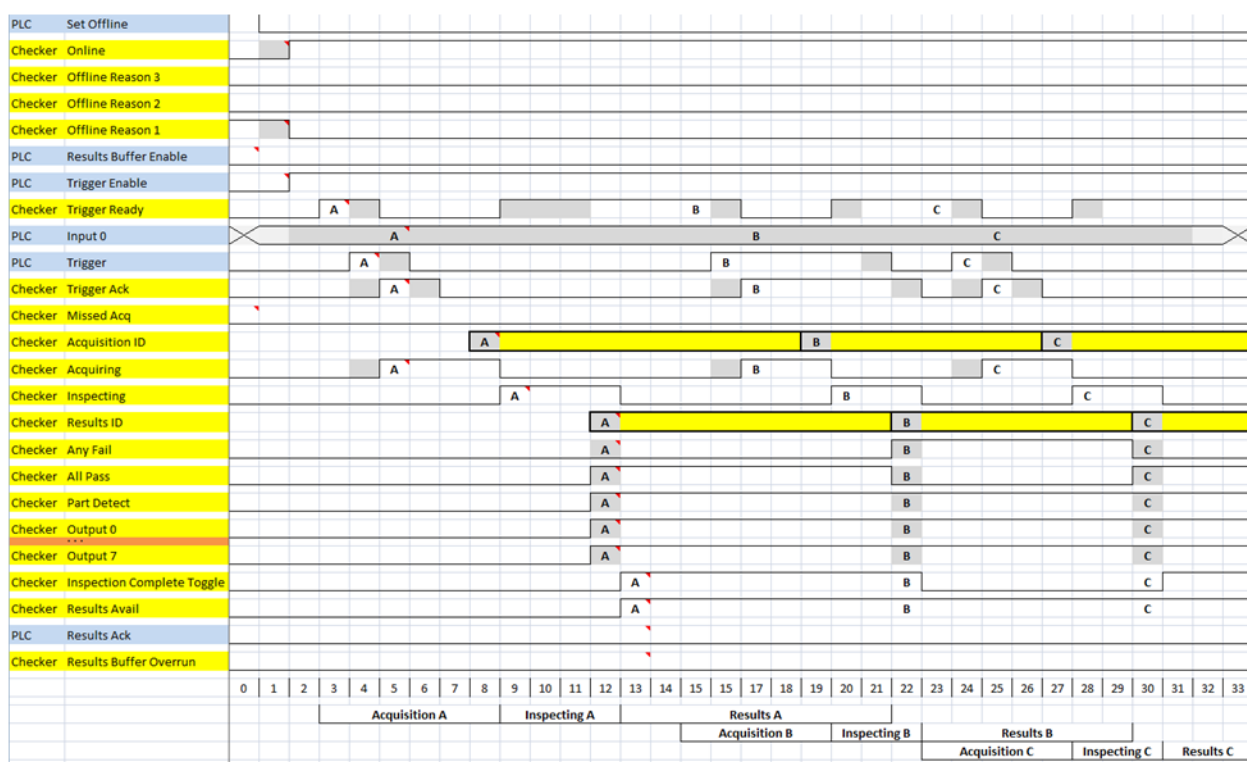 PLC Set Offline
Checker Online
Checker Offline Reason 3
Checker Offline Reason 2
Checker Offline Reason 1
PLC Results Buffer Enable
PLC Trigger Enable
Checker Trigger Ready A B C
PLC Input 0 A B C
PLC Trigger A B C
Checker Trigger Ack A B C
Checker Missed Acq
Checker Acquisition ID A B C
Checker Acquiring A B C
Checker Inspecting A B C
Checker Results ID A B C
Checker Any Fail A B C
Checker All Pass A B C
Checker Part Detect A B C
Checker Output 0 A B C
...
Checker Output 7 A B C
Checker Inspection Complete Toggle A B C
Checker Results Avail A B C
PLC Results Ack
Checker Results Buffer Overrun
0 1 2 3 4 5 6 7 8 9 10 11 12 13 14 15 15 17 18 19 20 21 22 23 24 25 26 27 28 29 30 31 32 33
Acquisition A Inspecting A Results A
Acquisition B Inspecting B Results B
Acquisition C Inspecting C Results C